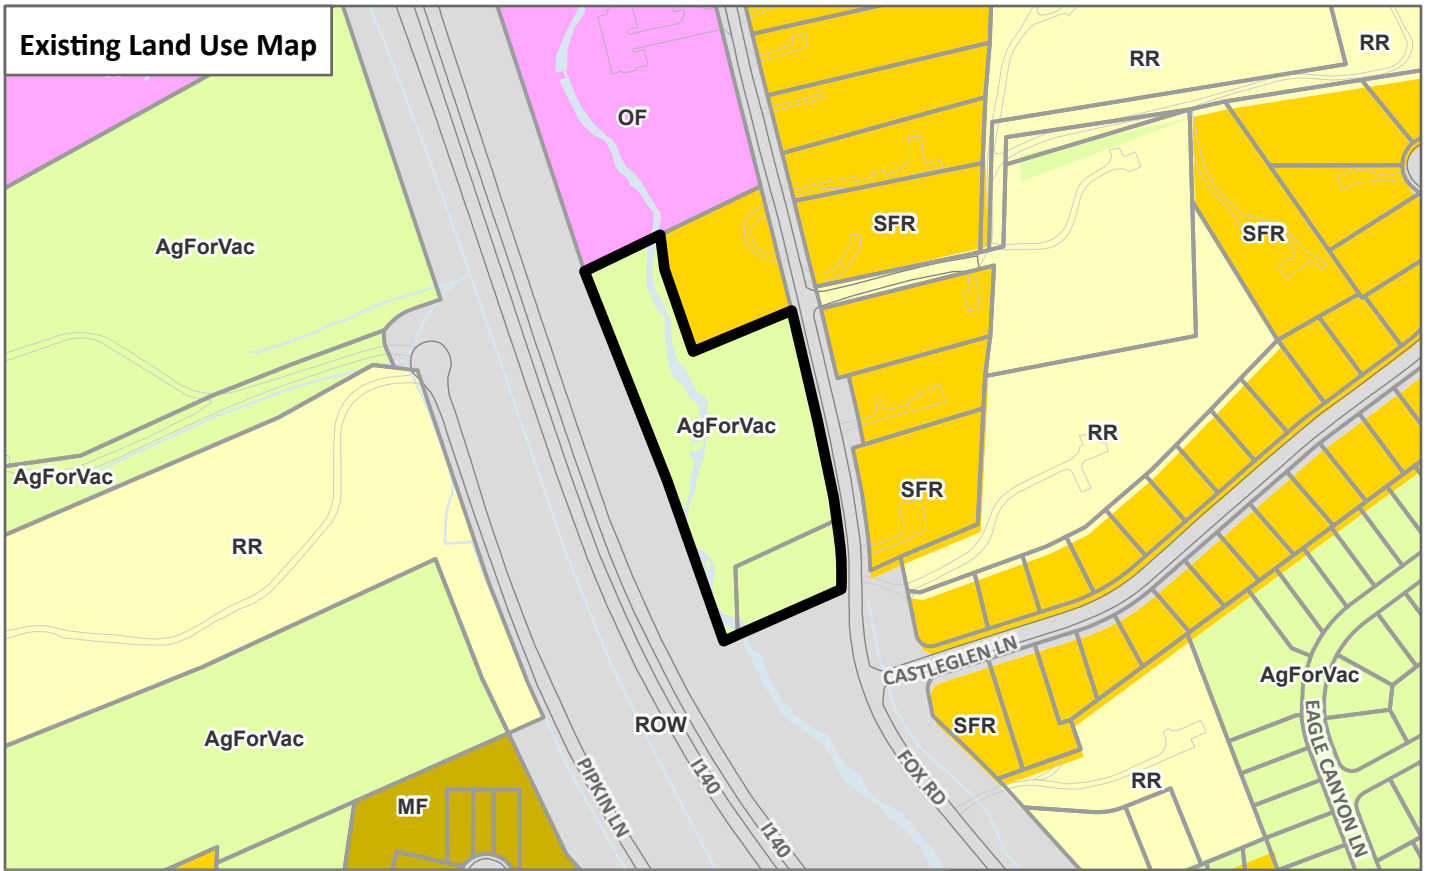 Existing Land Use Map
RR
RR
OF
AgForVac
SFR
SFR
AgForVac
RR
AgForVac
SFR
RR
CASTLEGLEN LN
AgForVac
ROW
SFR
AgForVac
EAGLE CANYON LN
PIPKIN LN
I140
FOX RD
RR
MF
I140